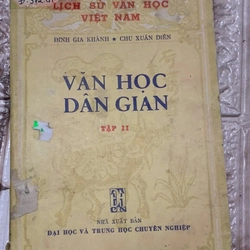 LỊCH SỬ VĂN HỌC
VIỆT NAM
ĐINH GIA KHÁNH ★ CHU XUÂN DIÊN
VĂN HỌC
DÂN GIAN
TẬP II
NHÀ XUẤT BẢN
ĐẠI HỌC VÀ TRUNG HỌC CHUYÊN NGHIỆP